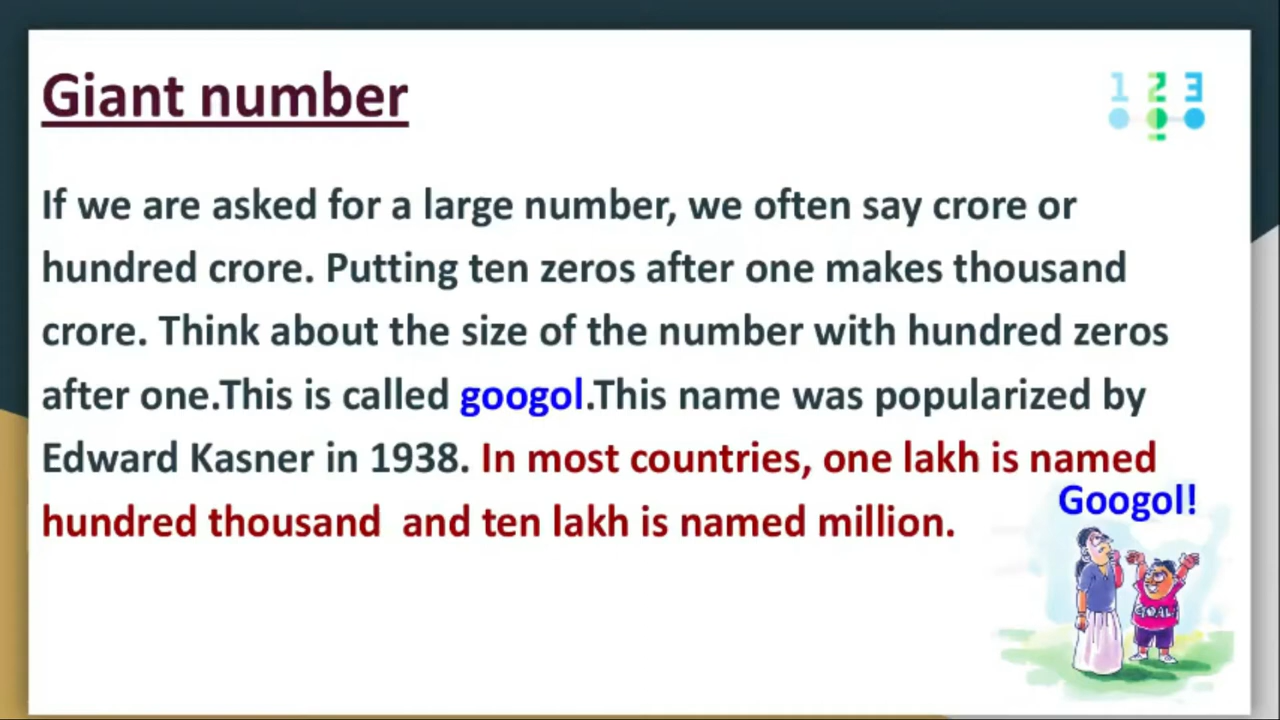 Giant number
1 2 3
If we are asked for a large number, we often say crore or
hundred crore. Putting ten zeros after one makes thousand
crore. Think about the size of the number with hundred zeros
after one.This is called googol.This name was popularized by
Edward Kasner in 1938. In most countries, one lakh is named
hundred thousand  and ten lakh is named million.
Googol!
GOAL